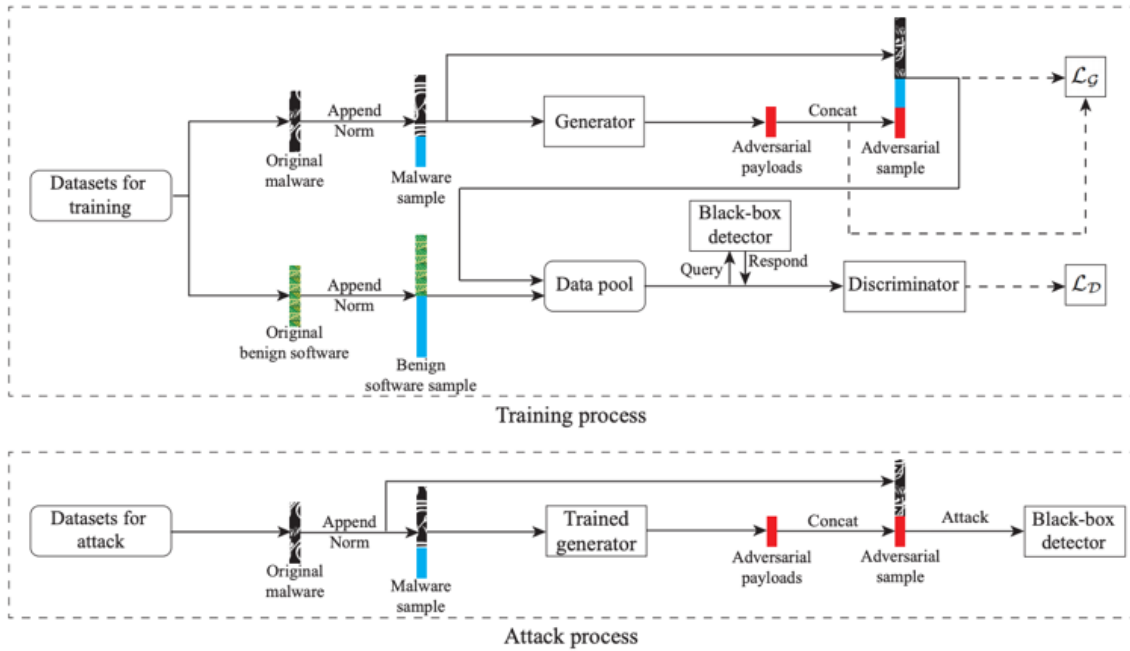 Datasets for
training
Original
malware
Append
Norm
Malware
sample
Generator
Adversarial
payloads
Concat
Adversarial
sample
ℒ𝒢
Original
benign software
Append
Norm
Benign
software sample
Data pool
Black-box
detector
Query
Respond
Discriminator
ℒ𝒟
Training process
Datasets for
attack
Original
malware
Append
Norm
Malware
sample
Trained
generator
Adversarial
payloads
Concat
Adversarial
sample
Attack
Black-box
detector
Attack process